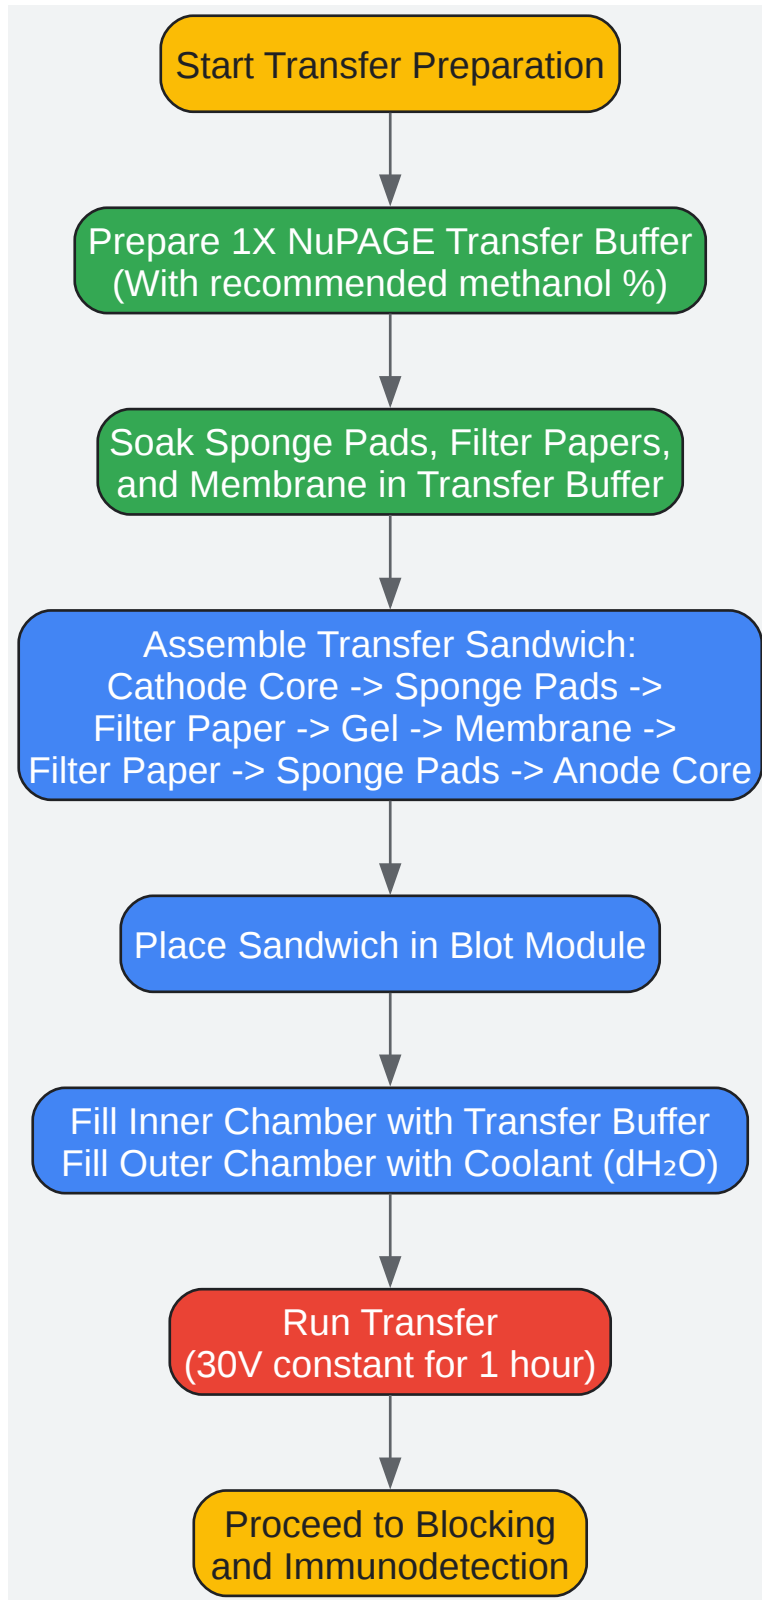 Start Transfer Preparation
Prepare 1X NuPAGE Transfer Buffer
(With recommended methanol %)
Soak Sponge Pads, Filter Papers,
and Membrane in Transfer Buffer
Assemble Transfer Sandwich:
Cathode Core -> Sponge Pads ->
Filter Paper -> Gel -> Membrane ->
Filter Paper -> Sponge Pads -> Anode Core
Place Sandwich in Blot Module
Fill Inner Chamber with Transfer Buffer
Fill Outer Chamber with Coolant (dH₂O)
Run Transfer
(30V constant for 1 hour)
Proceed to Blocking
and Immunodetection